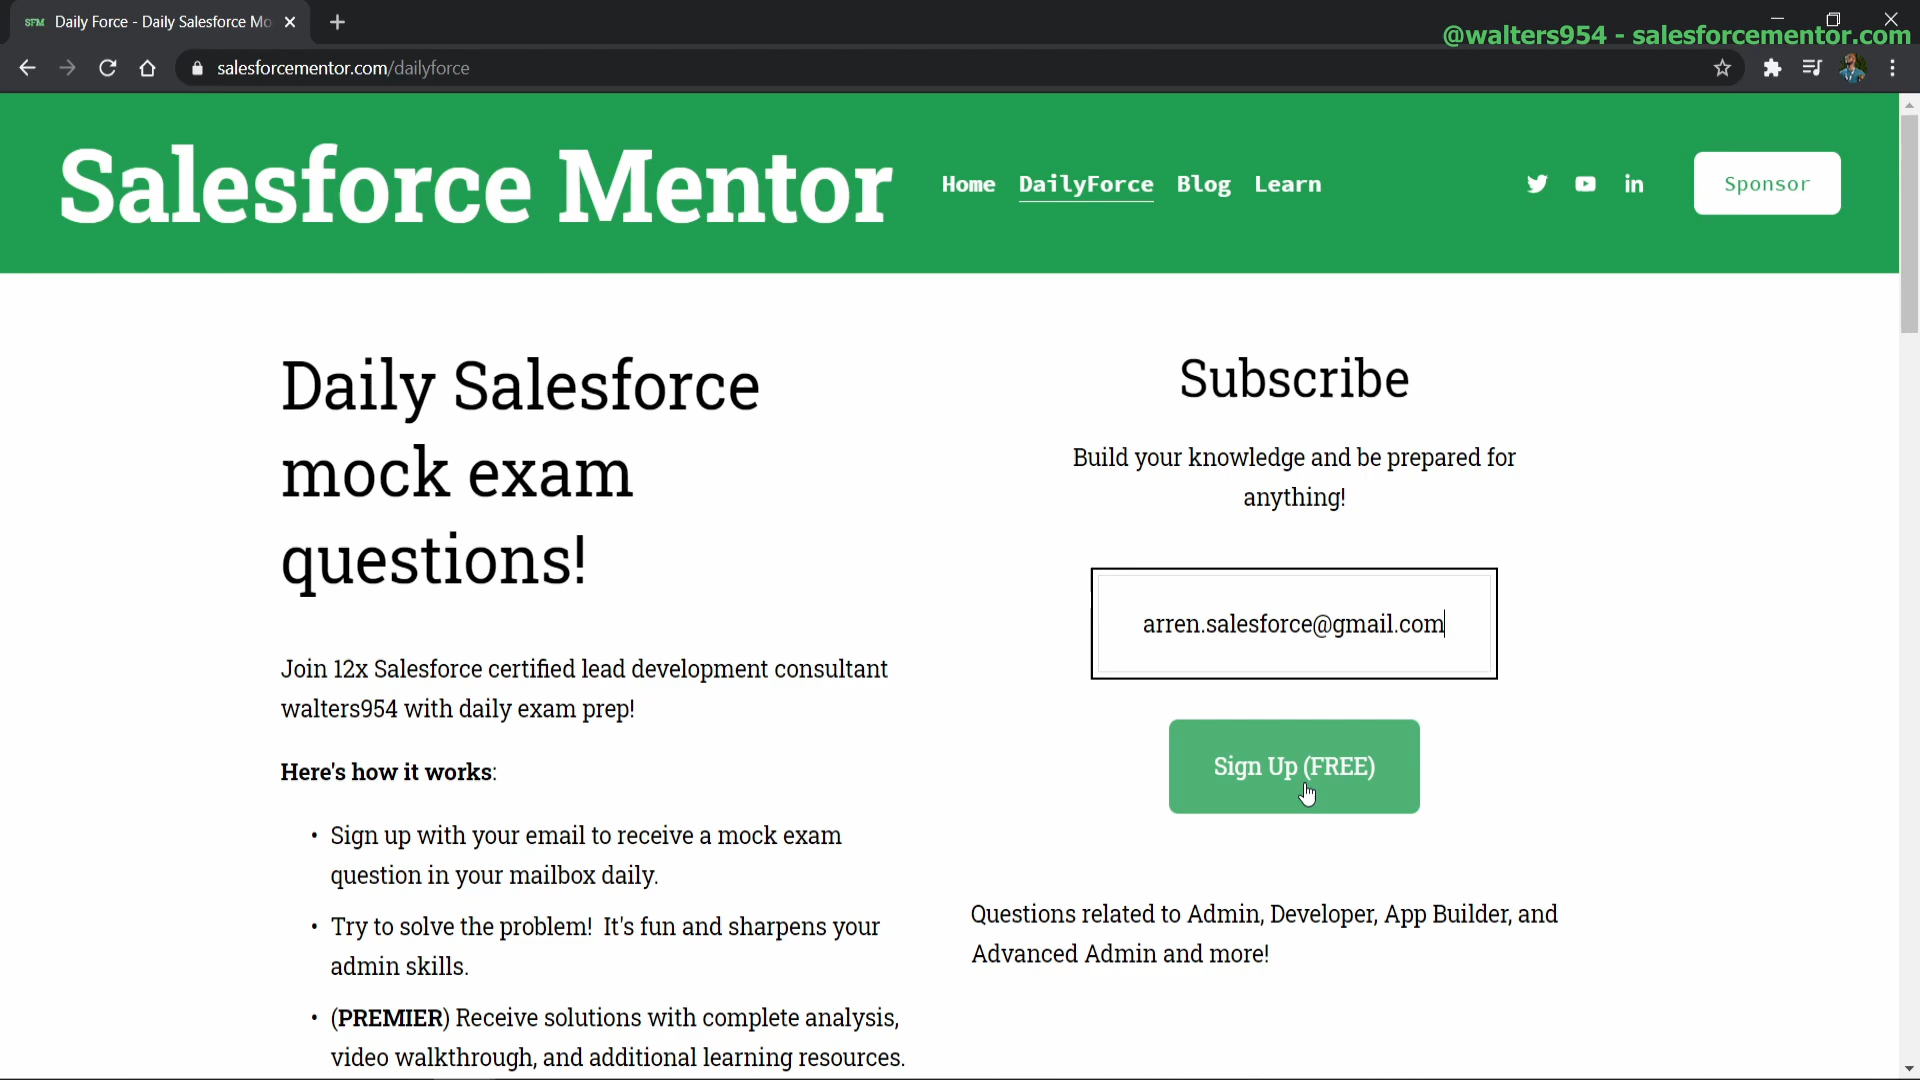 SFM Daily Force - Daily Salesforce Mo
@walters954 - salesforcementor.com
salesforcementor.com/dailyforce
Salesforce Mentor
Home DailyForce Blog Learn
Sponsor
Daily Salesforce
mock exam
questions!
Join 12x Salesforce certified lead development consultant
walters954 with daily exam prep!
Here's how it works:
• Sign up with your email to receive a mock exam
question in your mailbox daily.
• Try to solve the problem! It's fun and sharpens your
admin skills.
• (PREMIER) Receive solutions with complete analysis,
video walkthrough, and additional learning resources.
Subscribe
Build your knowledge and be prepared for
anything!
arren.salesforce@gmail.com
Sign Up (FREE)
Questions related to Admin, Developer, App Builder, and
Advanced Admin and more!